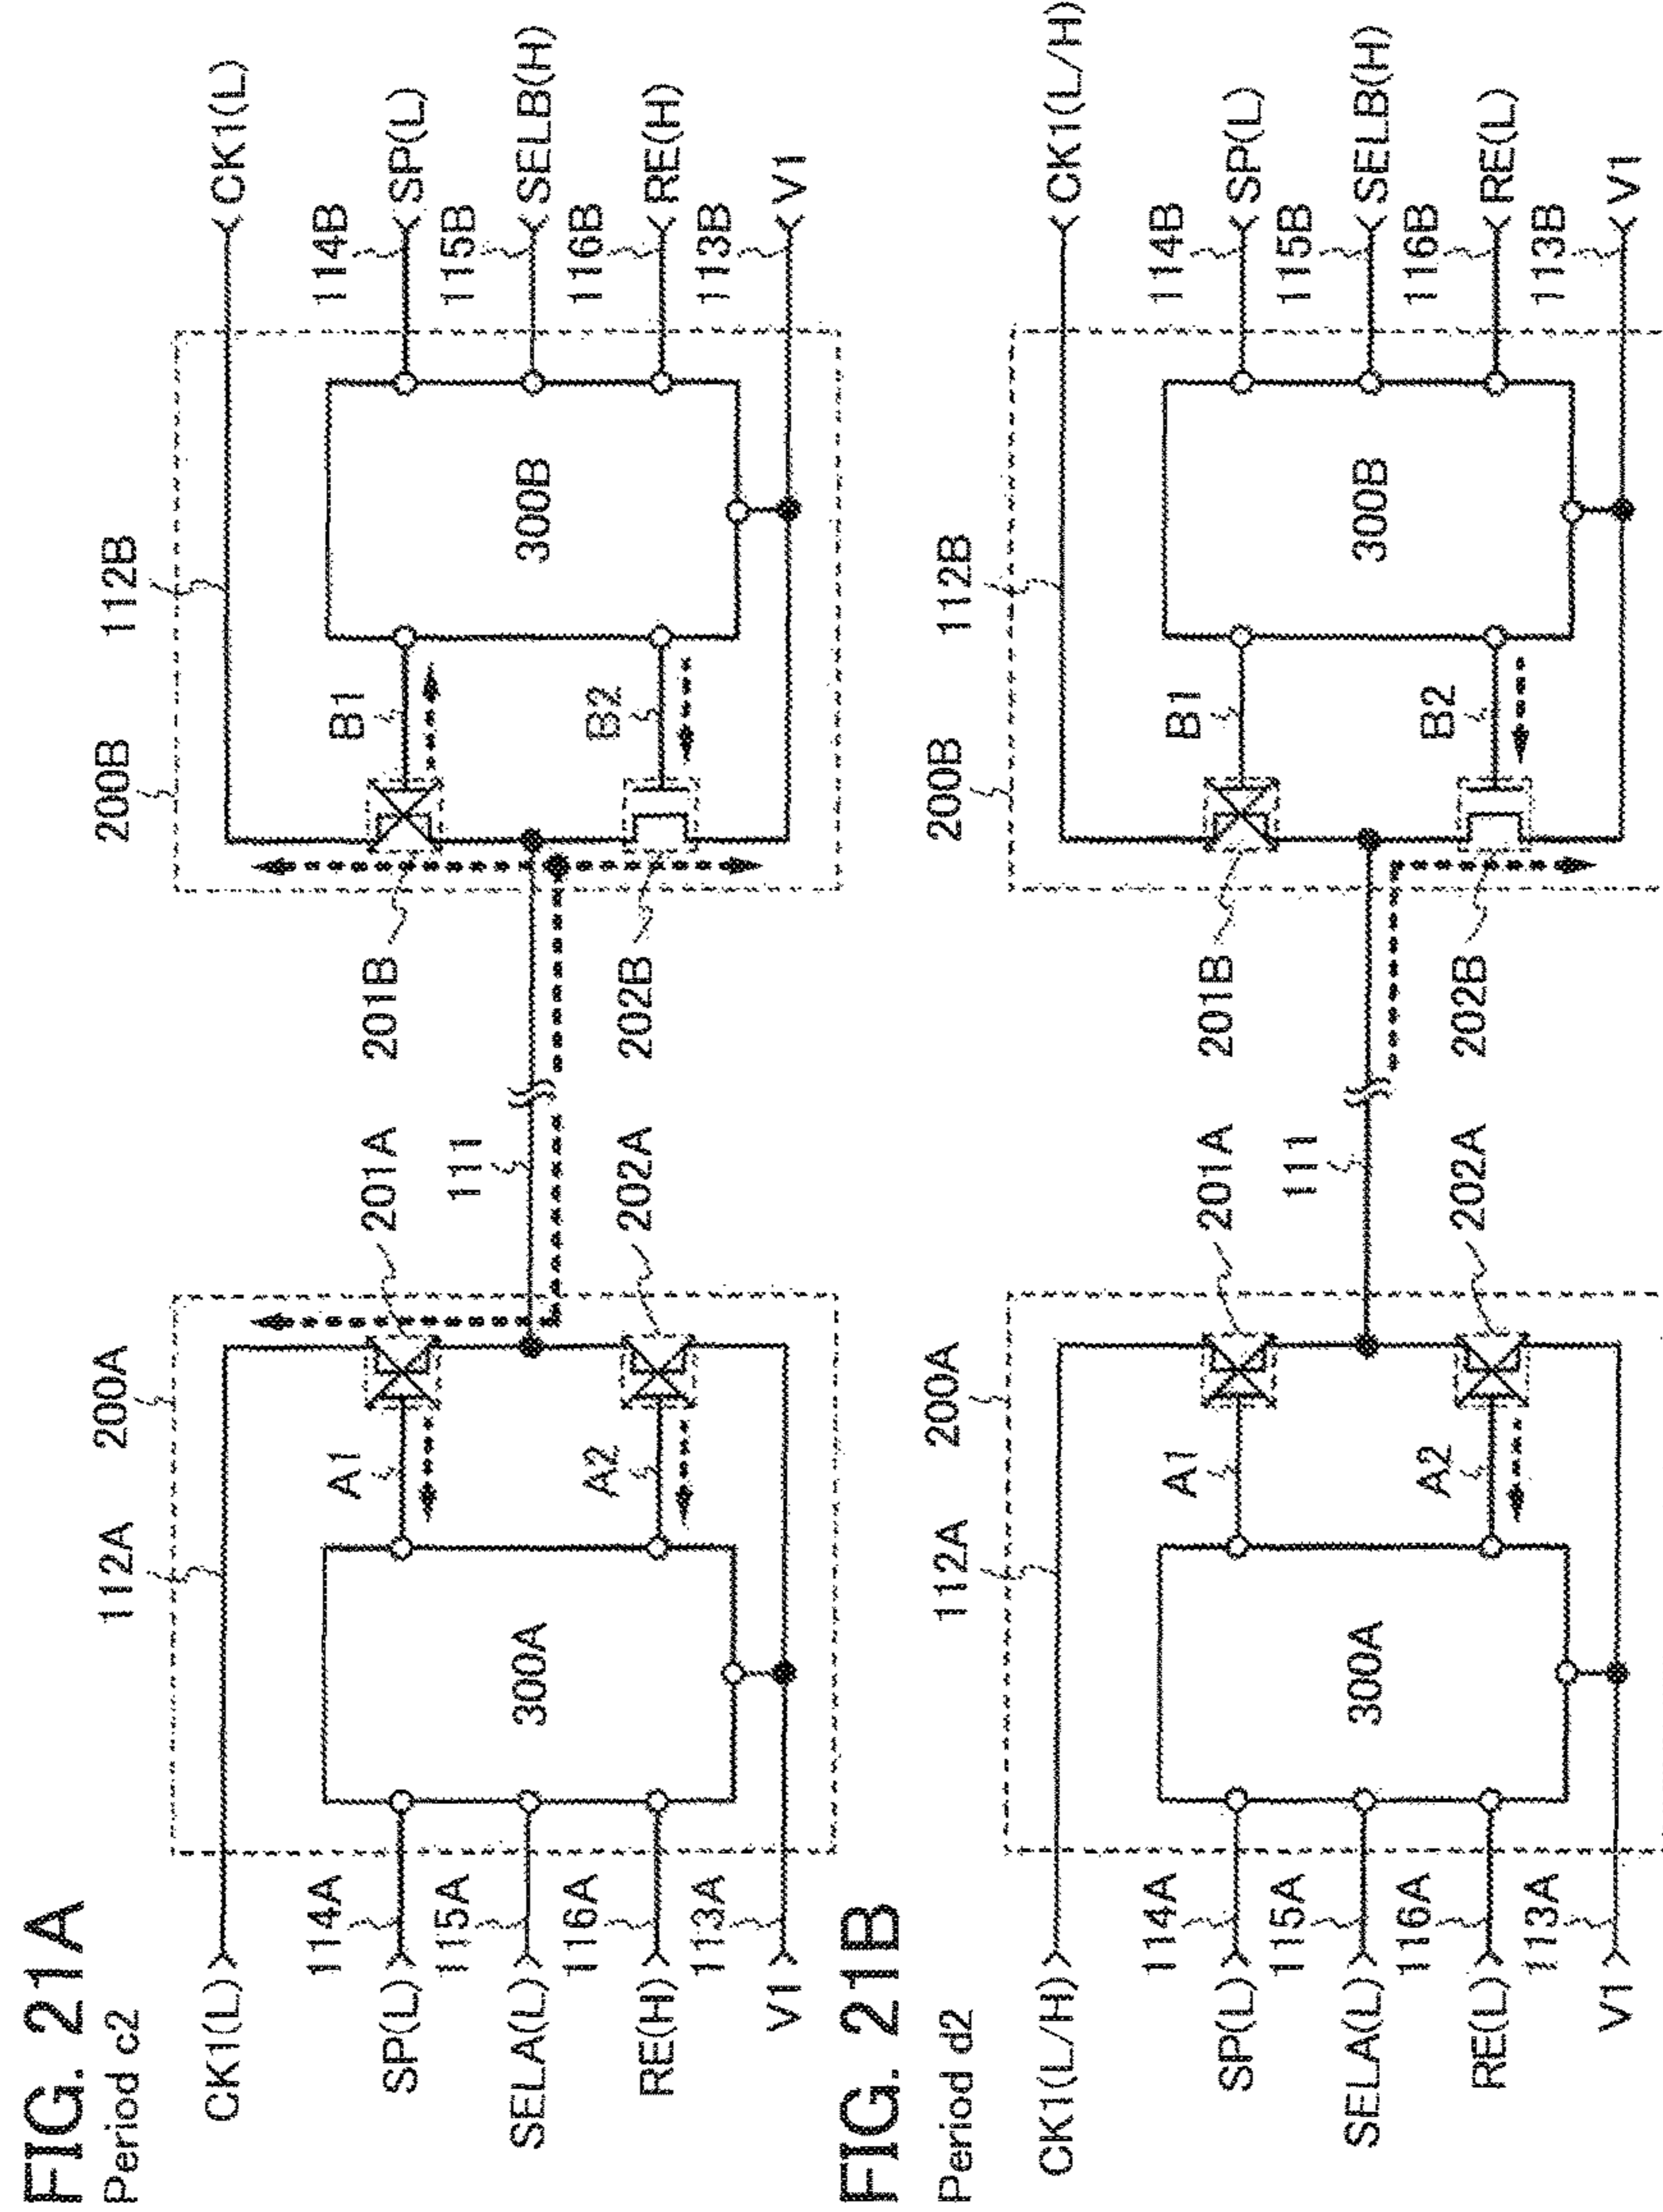 FIG. 21A
Period c2
200A
112A
112B
200B
CK1(L)
CK1(L)
114A
A1
201A
201B
B1
114B
SP(L)
SP(L)
115A
111
115B
SELA(L)
300A
300B
SELB(H)
116A
A2
202A
202B
B2
116B
RE(H)
RE(H)
113A
113B
V1
V1
FIG. 21B
Period d2
200A
112A
112B
200B
CK1(L/H)
CK1(L/H)
114A
A1
201A
201B
B1
114B
SP(L)
SP(L)
115A
111
115B
SELA(L)
300A
300B
SELB(H)
116A
A2
202A
202B
B2
116B
RE(L)
RE(L)
113A
113B
V1
V1